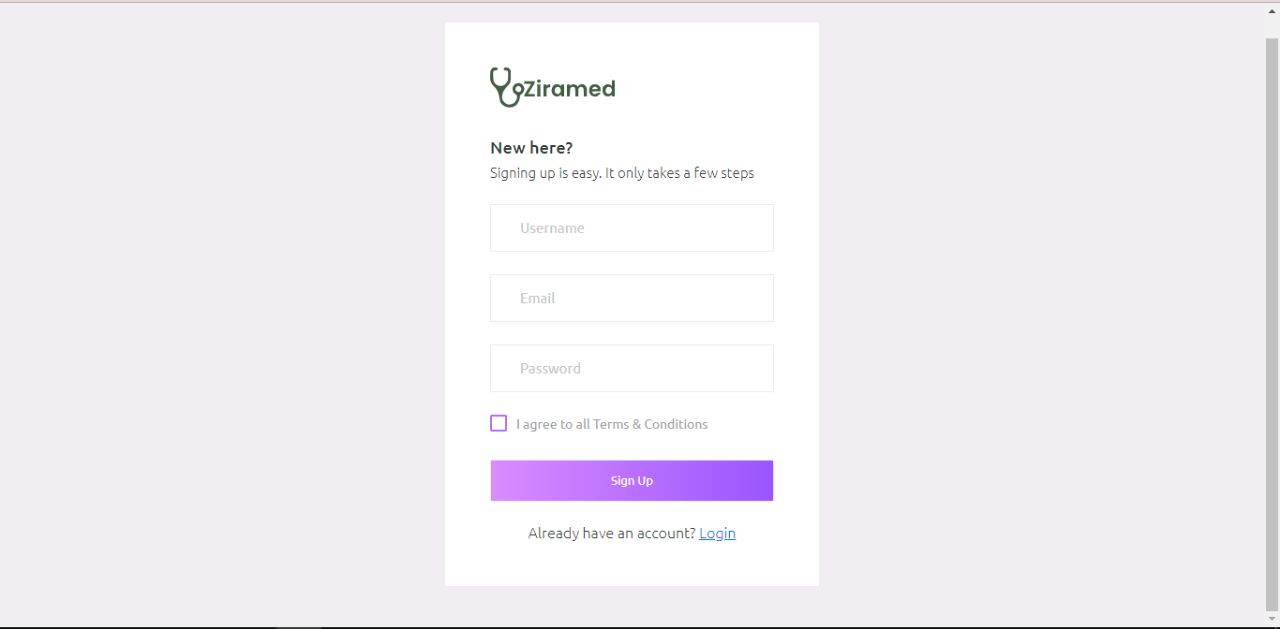 Ziramed
New here?
Signing up is easy. It only takes a few steps
Username
Email
Password
I agree to all Terms & Conditions
Sign Up
Already have an account? Login